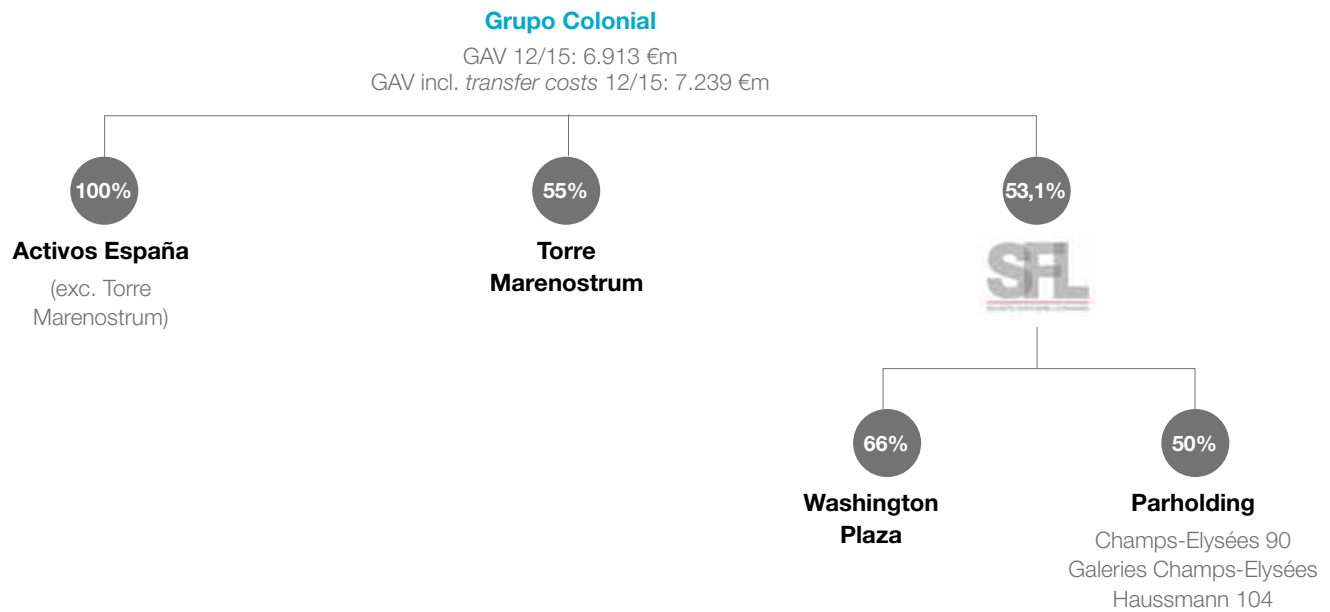 Grupo Colonial
GAV 12/15: 6.913 €m
GAV incl. transfer costs 12/15: 7.239 €m
100%
55%
53,1%
Activos España
(exc. Torre
Marenostrum)
Torre
Marenostrum
SFL
66%
50%
Washington
Plaza
Parholding
Champs-Elysées 90
Galeries Champs-Elysées
Haussmann 104